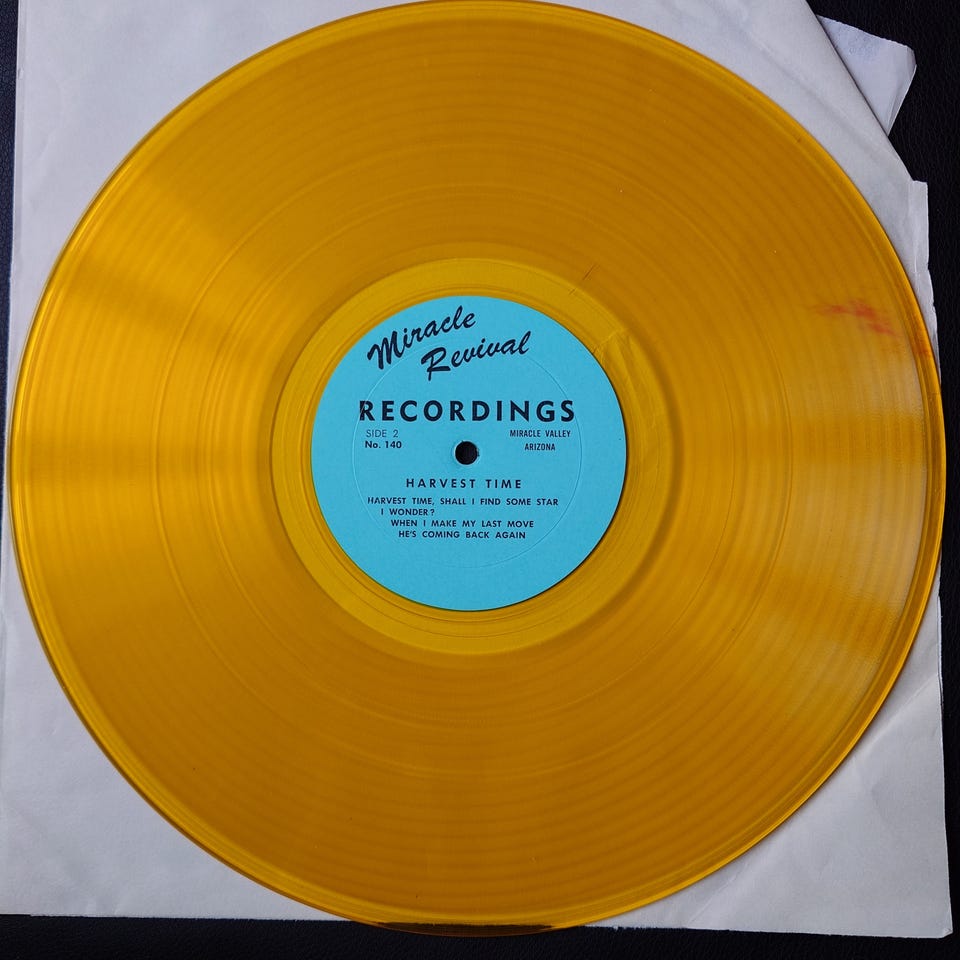 Miracle
Revival
RECORDINGS
SIDE 2
No. 140
MIRACLE VALLEY
ARIZONA
HARVEST TIME
HARVEST TIME, SHALL I FIND SOME STAR
I WONDER?
WHEN I MAKE MY LAST MOVE
HE'S COMING BACK AGAIN